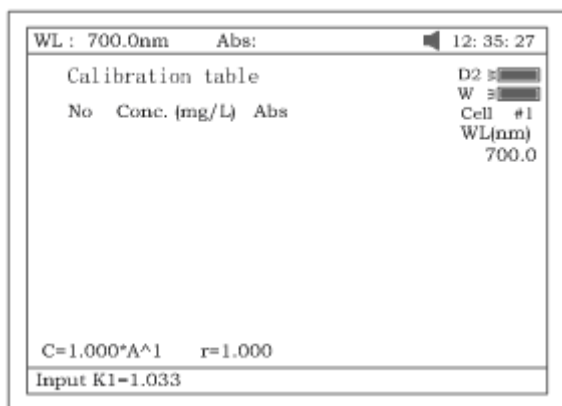 WL : 700.0nm Abs: 12: 35: 27
Calibration table
No Conc. (mg/L) Abs
D2
W
Cell #1
WL(nm)
700.0
C=1.000*A^1 r=1.000
Input K1=1.033